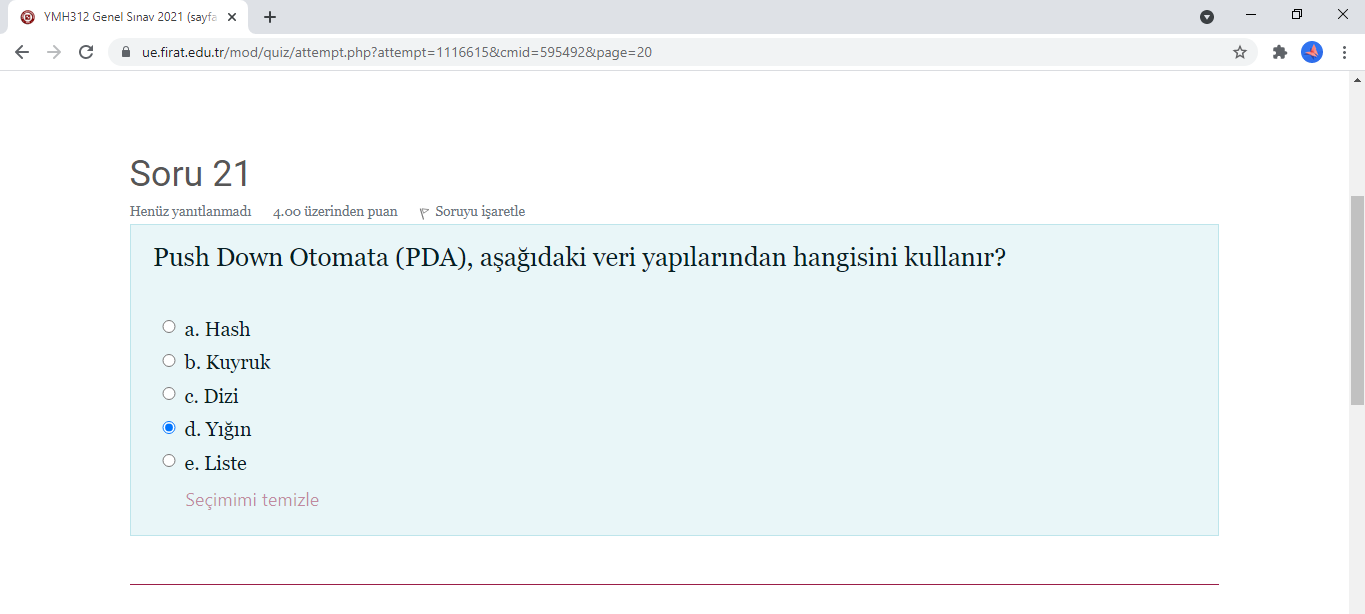 YMH312 Genel Sınav 2021 (sayfa
ue.firat.edu.tr/mod/quiz/attempt.php?attempt=1116615&cmid=595492&page=20
Soru 21
Henüz yanıtlanmadı 4.00 üzerinden puan Soruyu işaretle
Push Down Otomata (PDA), aşağıdaki veri yapılarından hangisini kullanır?
a. Hash
b. Kuyruk
c. Dizi
d. Yığın
e. Liste
Seçimimi temizle